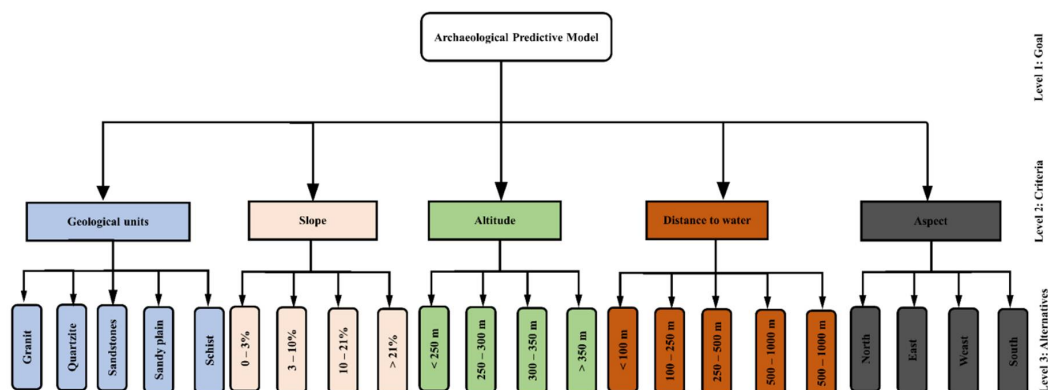 Archaeological Predictive Model
Level 1: Goal
Geological units
Slope
Altitude
Distance to water
Aspect
Level 2: Criteria
Granit
Quartzite
Sandstones
Sandy plain
Schist
0 – 3%
3 – 10%
10 – 21%
> 21%
< 250 m
250 – 300 m
300 – 350 m
> 350 m
< 100 m
100 – 250 m
250 – 500 m
500 – 1000 m
500 – 1000 m
North
East
Weast
South
Level 3: Alternatives